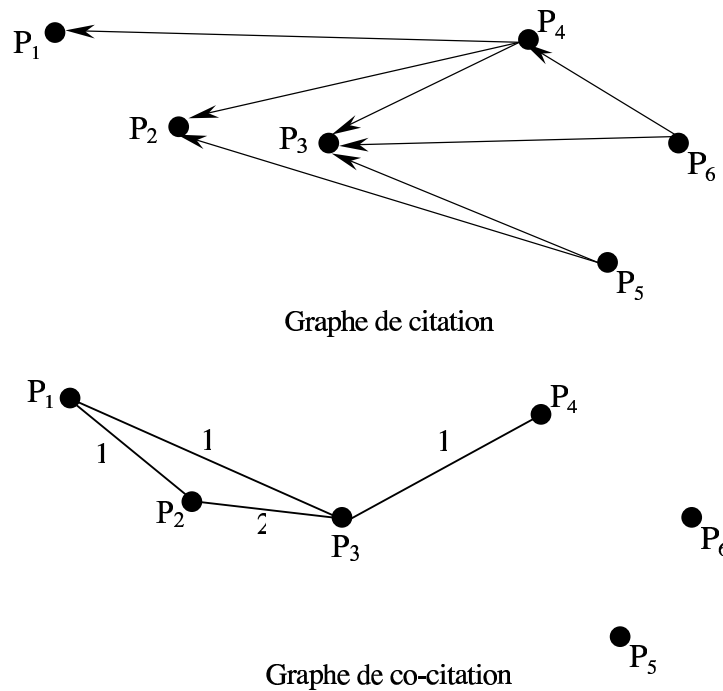 P₁
P₄
P₂
P₃
P₆
P₅
Graphe de citation
P₁
P₄
1
1
1
P₂
2
P₃
P₆
P₅
Graphe de co-citation